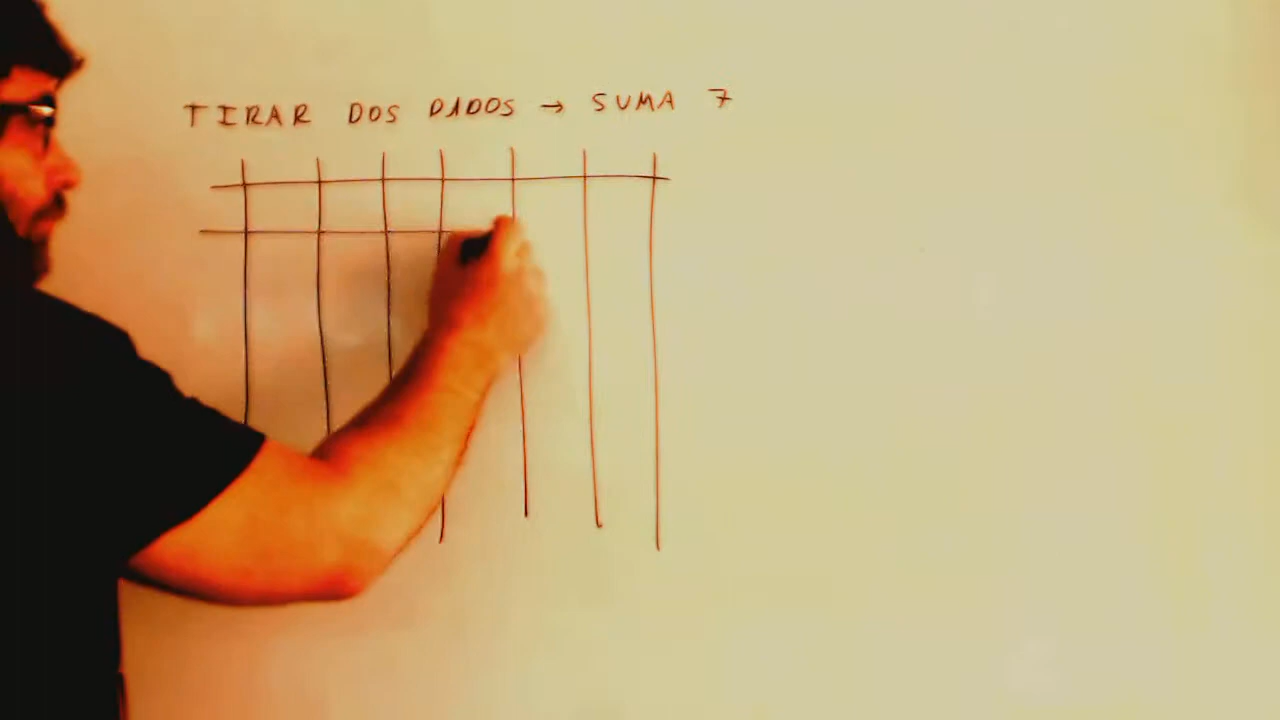 TIRAR DOS DADOS → SUMA 7